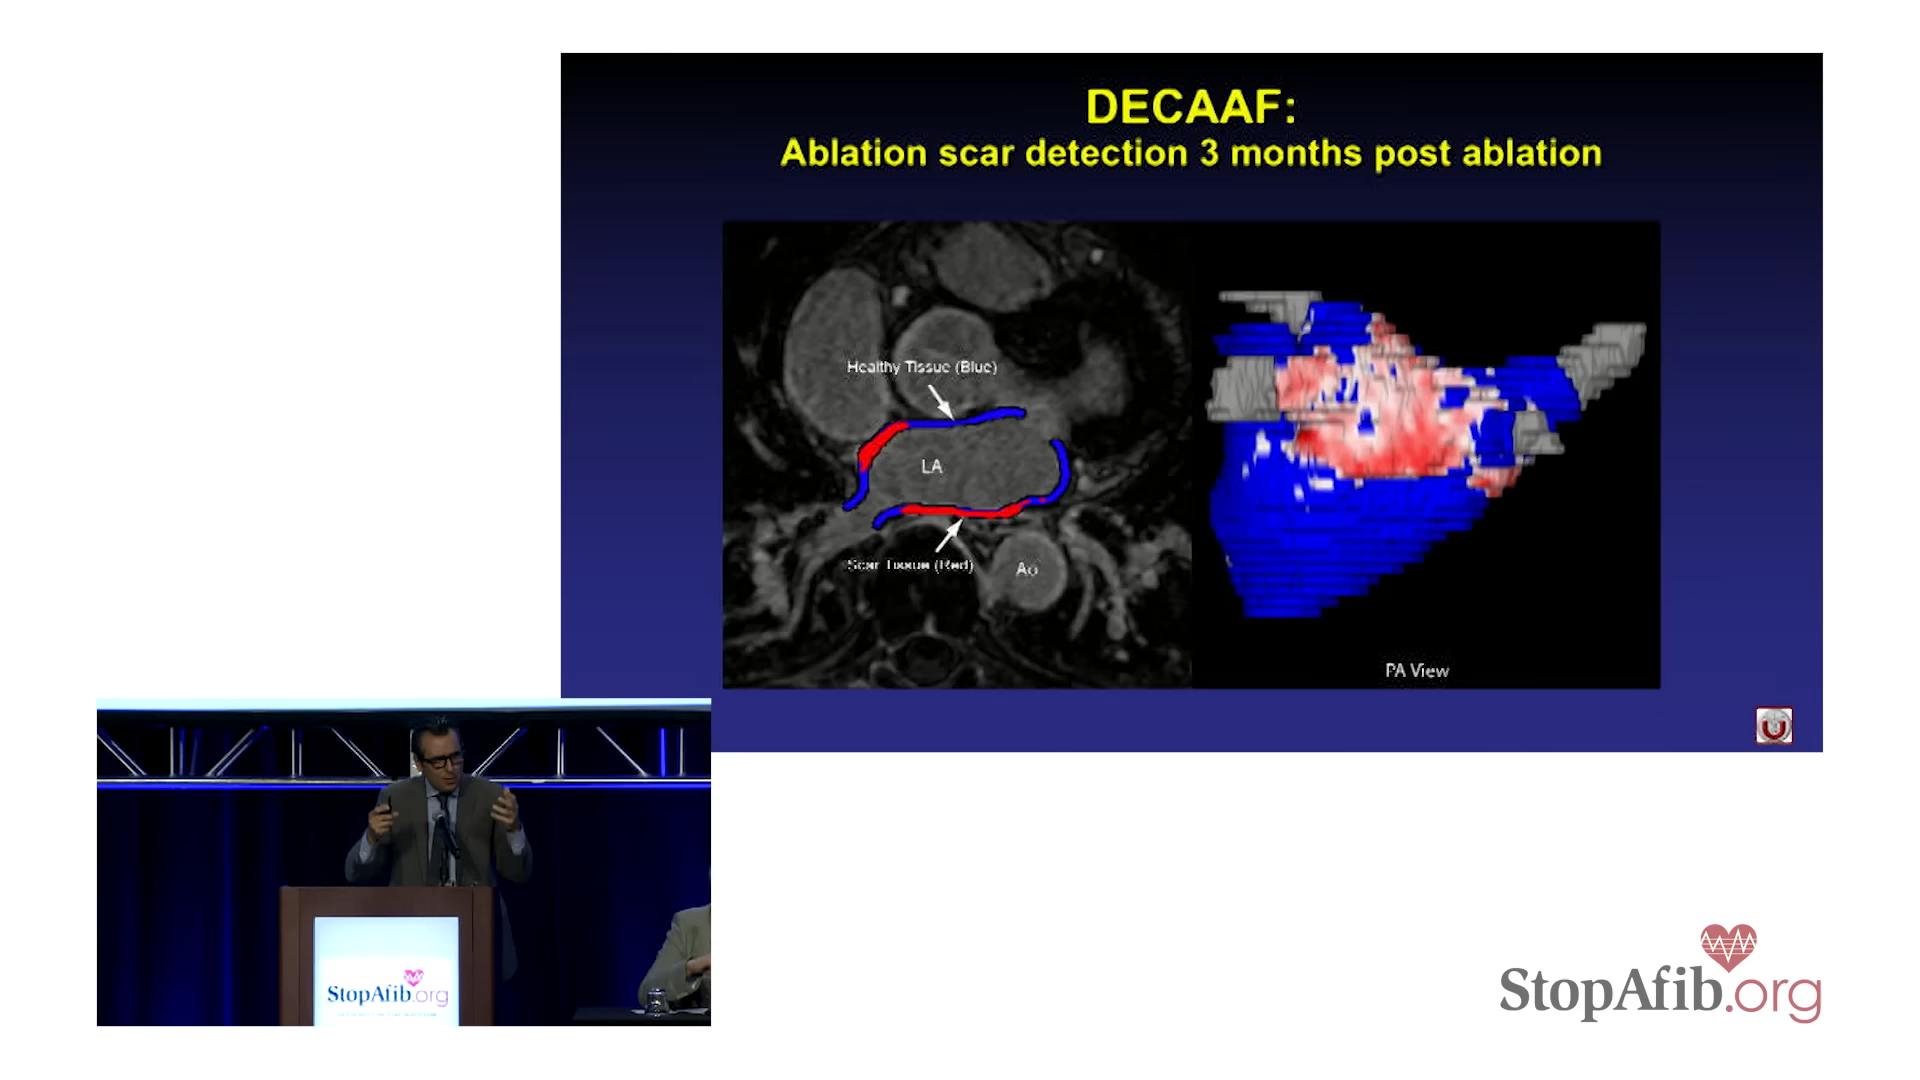 DECAAF:
Ablation scar detection 3 months post ablation
Healthy Tissue (Blue)
LA
Scar Tissue (Red)
Ao
PA View
U
StopAfib.org
StopAfib.org